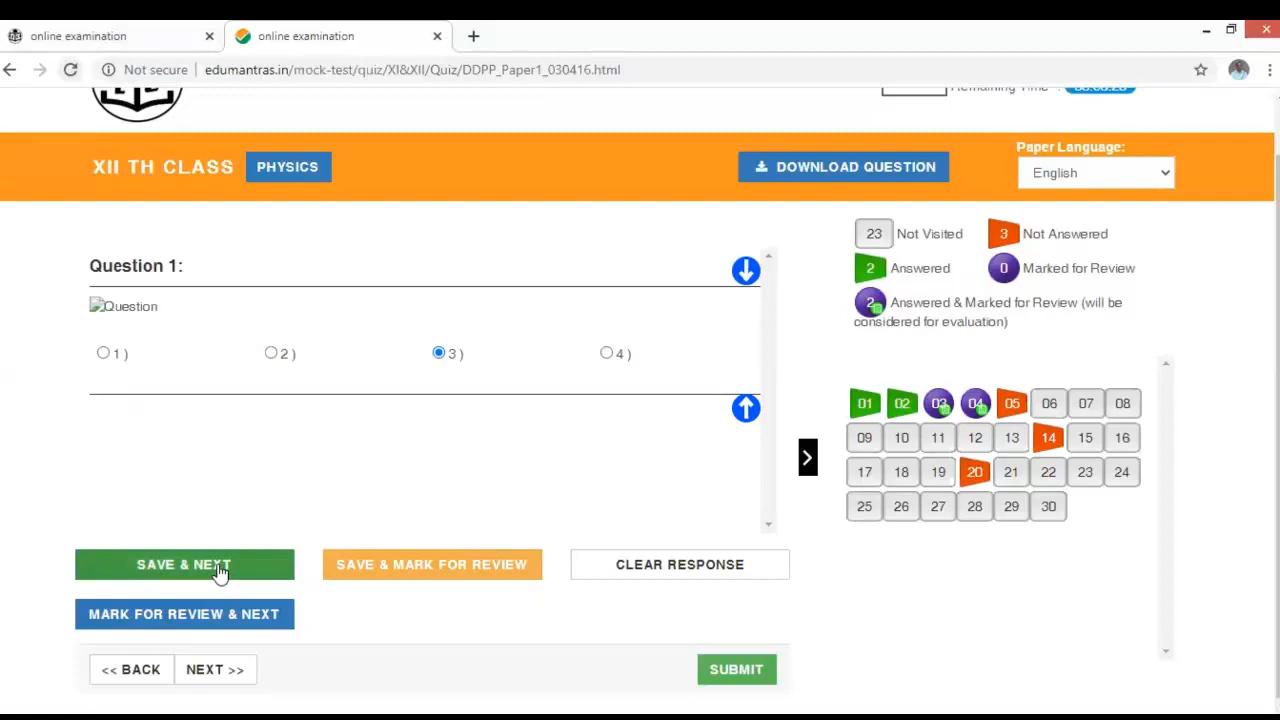 online examination
online examination
Not secure
edumantras.in/mock-test/quiz/XI&XII/Quiz/DDPP_Paper1_030416.html
Remaining Time :
XII TH CLASS
PHYSICS
DOWNLOAD QUESTION
Paper Language:
English
23 Not Visited
3 Not Answered
2 Answered
0 Marked for Review
2 Answered & Marked for Review (will be
considered for evaluation)
Question 1:
Question
1 )
2 )
3 )
4 )
01 02 03 04 05 06 07 08
09 10 11 12 13 14 15 16
17 18 19 20 21 22 23 24
25 26 27 28 29 30
SAVE & NEXT
SAVE & MARK FOR REVIEW
CLEAR RESPONSE
MARK FOR REVIEW & NEXT
<< BACK
NEXT >>
SUBMIT